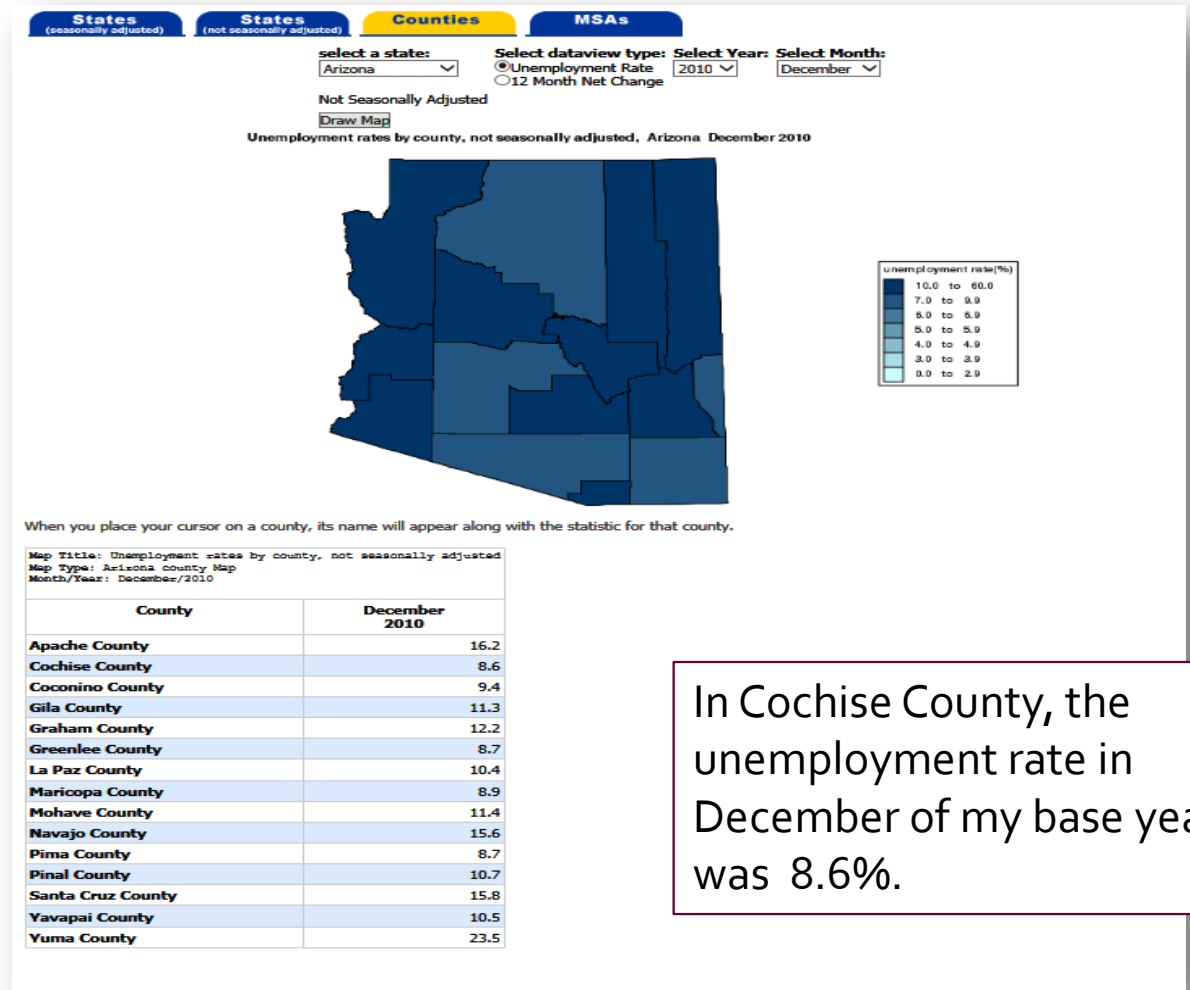 States
(seasonally adjusted)
States
(not seasonally adjusted)
Counties
MSAs
select a state: Select dataview type: Select Year: Select Month:
Arizona Unemployment Rate 2010 December
12 Month Net Change
Not Seasonally Adjusted
Draw Map
Unemployment rates by county, not seasonally adjusted, Arizona December 2010
unemployment rate(%)
10.0 to 60.0
7.0 to 9.9
6.0 to 6.9
5.0 to 5.9
4.0 to 4.9
3.0 to 3.9
0.0 to 2.9
When you place your cursor on a county, its name will appear along with the statistic for that county.
Map Title: Unemployment rates by county, not seasonally adjusted
Map Type: Arizona county Map
Month/Year: December/2010
County December
2010
Apache County 16.2
Cochise County 8.6
Coconino County 9.4
Gila County 11.3
Graham County 12.2
Greenlee County 8.7
La Paz County 10.4
Maricopa County 8.9
Mohave County 11.4
Navajo County 15.6
Pima County 8.7
Pinal County 10.7
Santa Cruz County 15.8
Yavapai County 10.5
Yuma County 23.5
In Cochise County, the
unemployment rate in
December of my base yea
was 8.6%.